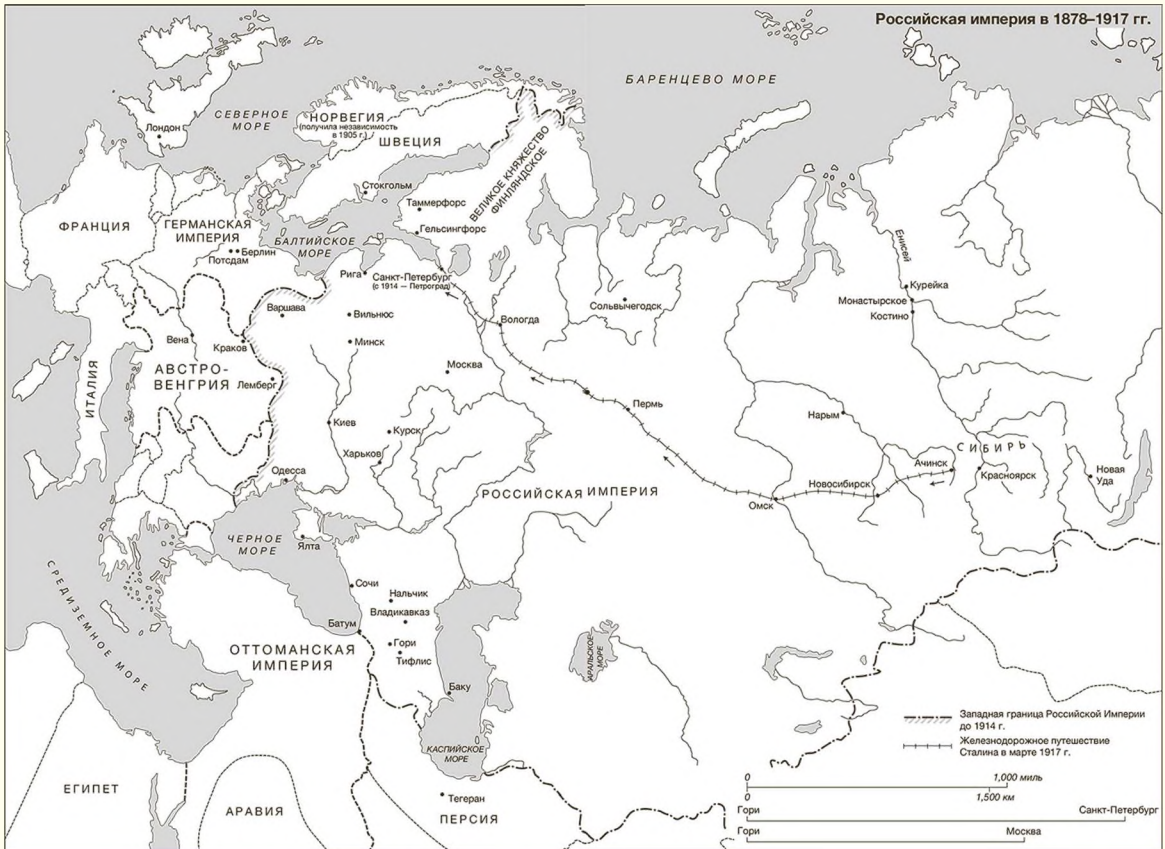 Российская империя в 1878–1917 гг.
БАРЕНЦЕВО МОРЕ
СЕВЕРНОЕ
МОРЕ
Лондон
НОРВЕГИЯ
(получила независимость
в 1905 г.)
ШВЕЦИЯ
Стокгольм
ВЕЛИКОЕ КНЯЖЕСТВО
ФИНЛЯНДСКОЕ
Таммерфорс
Гельсингфорс
ФРАНЦИЯ
ГЕРМАНСКАЯ
ИМПЕРИЯ
Берлин
Потсдам
БАЛТИЙСКОЕ
МОРЕ
Рига
Санкт-Петербург
(с 1914 — Петроград)
Сольвычегодск
Енисей
Курейка
Монастырское
Костино
Варшава
Вильнюс
Вологда
Вена
Краков
Минск
Москва
АВСТРО-
ВЕНГРИЯ
Лемберг
ИТАЛИЯ
Пермь
Нарым
Киев
Курск
Харьков
СИБИРЬ
Ачинск
Красноярск
Новая
Уда
Одесса
РОССИЙСКАЯ ИМПЕРИЯ
Новосибирск
Омск
ЧЕРНОЕ
МОРЕ
Ялта
СРЕДИЗЕМНОЕ МОРЕ
Сочи
Нальчик
Владикавказ
Батум
Гори
Тифлис
ОТТОМАНСКАЯ
ИМПЕРИЯ
АРАЛЬСКОЕ
МОРЕ
Баку
КАСПИЙСКОЕ
МОРЕ
Западная граница Российской Империи
до 1914 г.
Железнодорожное путешествие
Сталина в марте 1917 г.
ЕГИПЕТ
АРАВИЯ
Тегеран
ПЕРСИЯ
0 1,000 миль
0 1,500 км
Гори Санкт-Петербург
Гори Москва